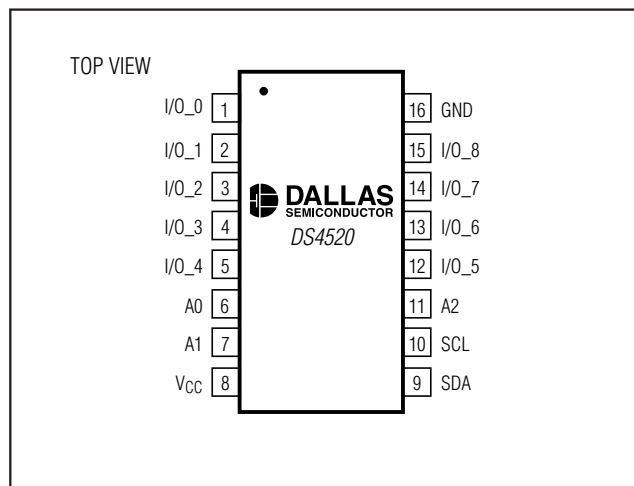 TOP VIEW
I/O_0 1
I/O_1 2
I/O_2 3
I/O_3 4
I/O_4 5
A0 6
A1 7
VCC 8
DALLAS
SEMICONDUCTOR
DS4520
16 GND
15 I/O_8
14 I/O_7
13 I/O_6
12 I/O_5
11 A2
10 SCL
9 SDA